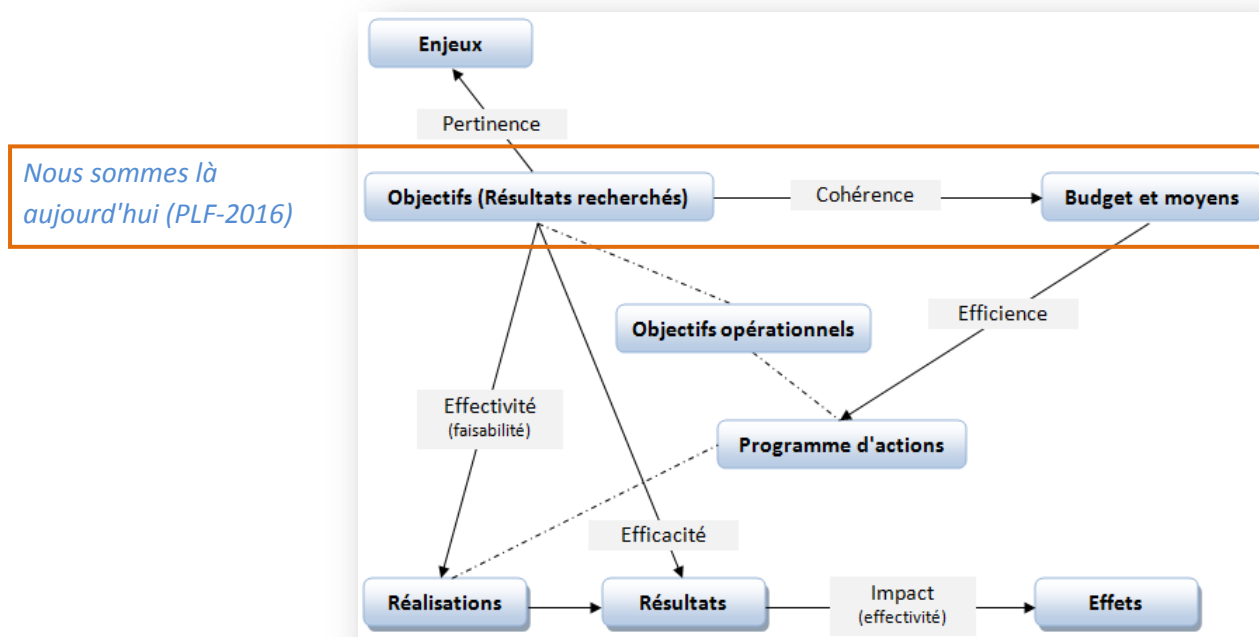 Enjeux
Pertinence
Nous sommes là
aujourd'hui (PLF-2016)
Objectifs (Résultats recherchés)
Cohérence
Budget et moyens
Objectifs opérationnels
Efficience
Effectivité
(faisabilité)
Programme d'actions
Efficacité
Réalisations
Résultats
Impact
(effectivité)
Effets